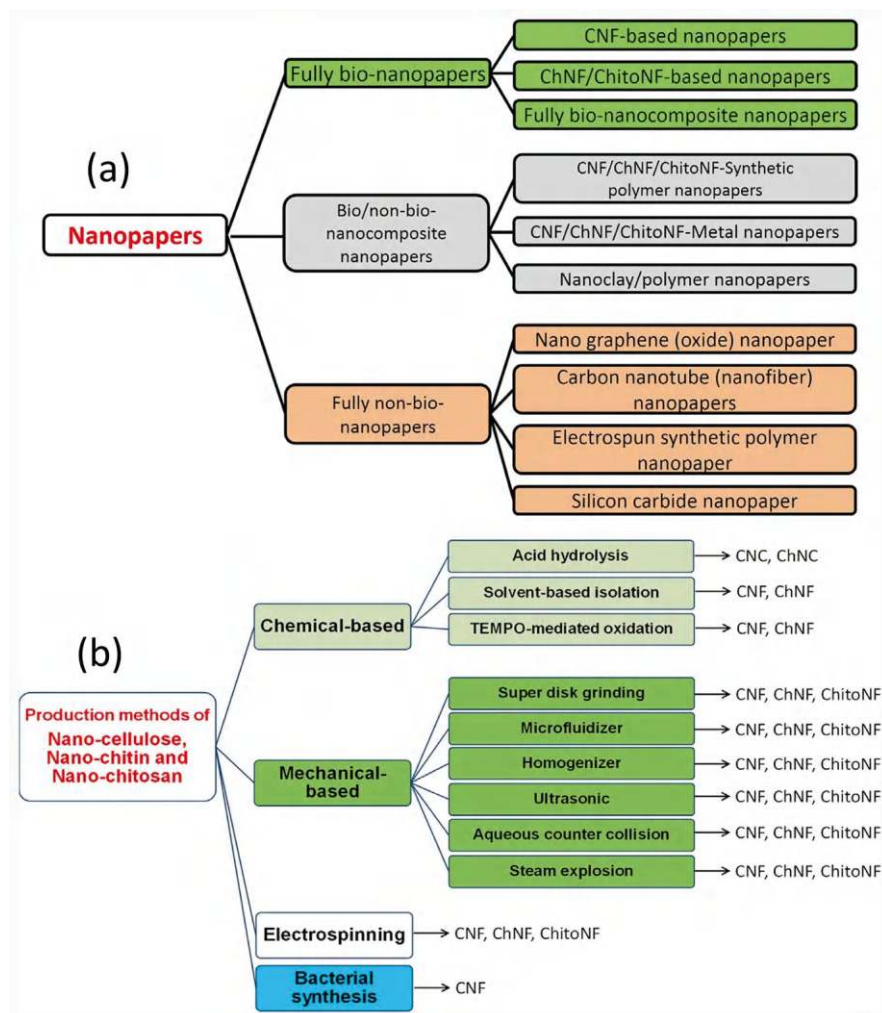 (a)
Nanopapers
Fully bio-nanopapers
CNF-based nanopapers
ChNF/ChitoNF-based nanopapers
Fully bio-nanocomposite nanopapers
Bio/non-bio-
nanocomposite
nanopapers
CNF/ChNF/ChitoNF-Synthetic
polymer nanopapers
CNF/ChNF/ChitoNF-Metal nanopapers
Nanoclay/polymer nanopapers
Fully non-bio-
nanopapers
Nano graphene (oxide) nanopaper
Carbon nanotube (nanofiber)
nanopapers
Electrospun synthetic polymer
nanopaper
Silicon carbide nanopaper
(b)
Production methods of
Nano-cellulose,
Nano-chitin and
Nano-chitosan
Chemical-based
Acid hydrolysis
CNC, ChNC
Solvent-based isolation
CNF, ChNF
TEMPO-mediated oxidation
CNF, ChNF
Mechanical-
based
Super disk grinding
CNF, ChNF, ChitoNF
Microfluidizer
CNF, ChNF, ChitoNF
Homogenizer
CNF, ChNF, ChitoNF
Ultrasonic
CNF, ChNF, ChitoNF
Aqueous counter collision
CNF, ChNF, ChitoNF
Steam explosion
CNF, ChNF, ChitoNF
Electrospinning
CNF, ChNF, ChitoNF
Bacterial
synthesis
CNF